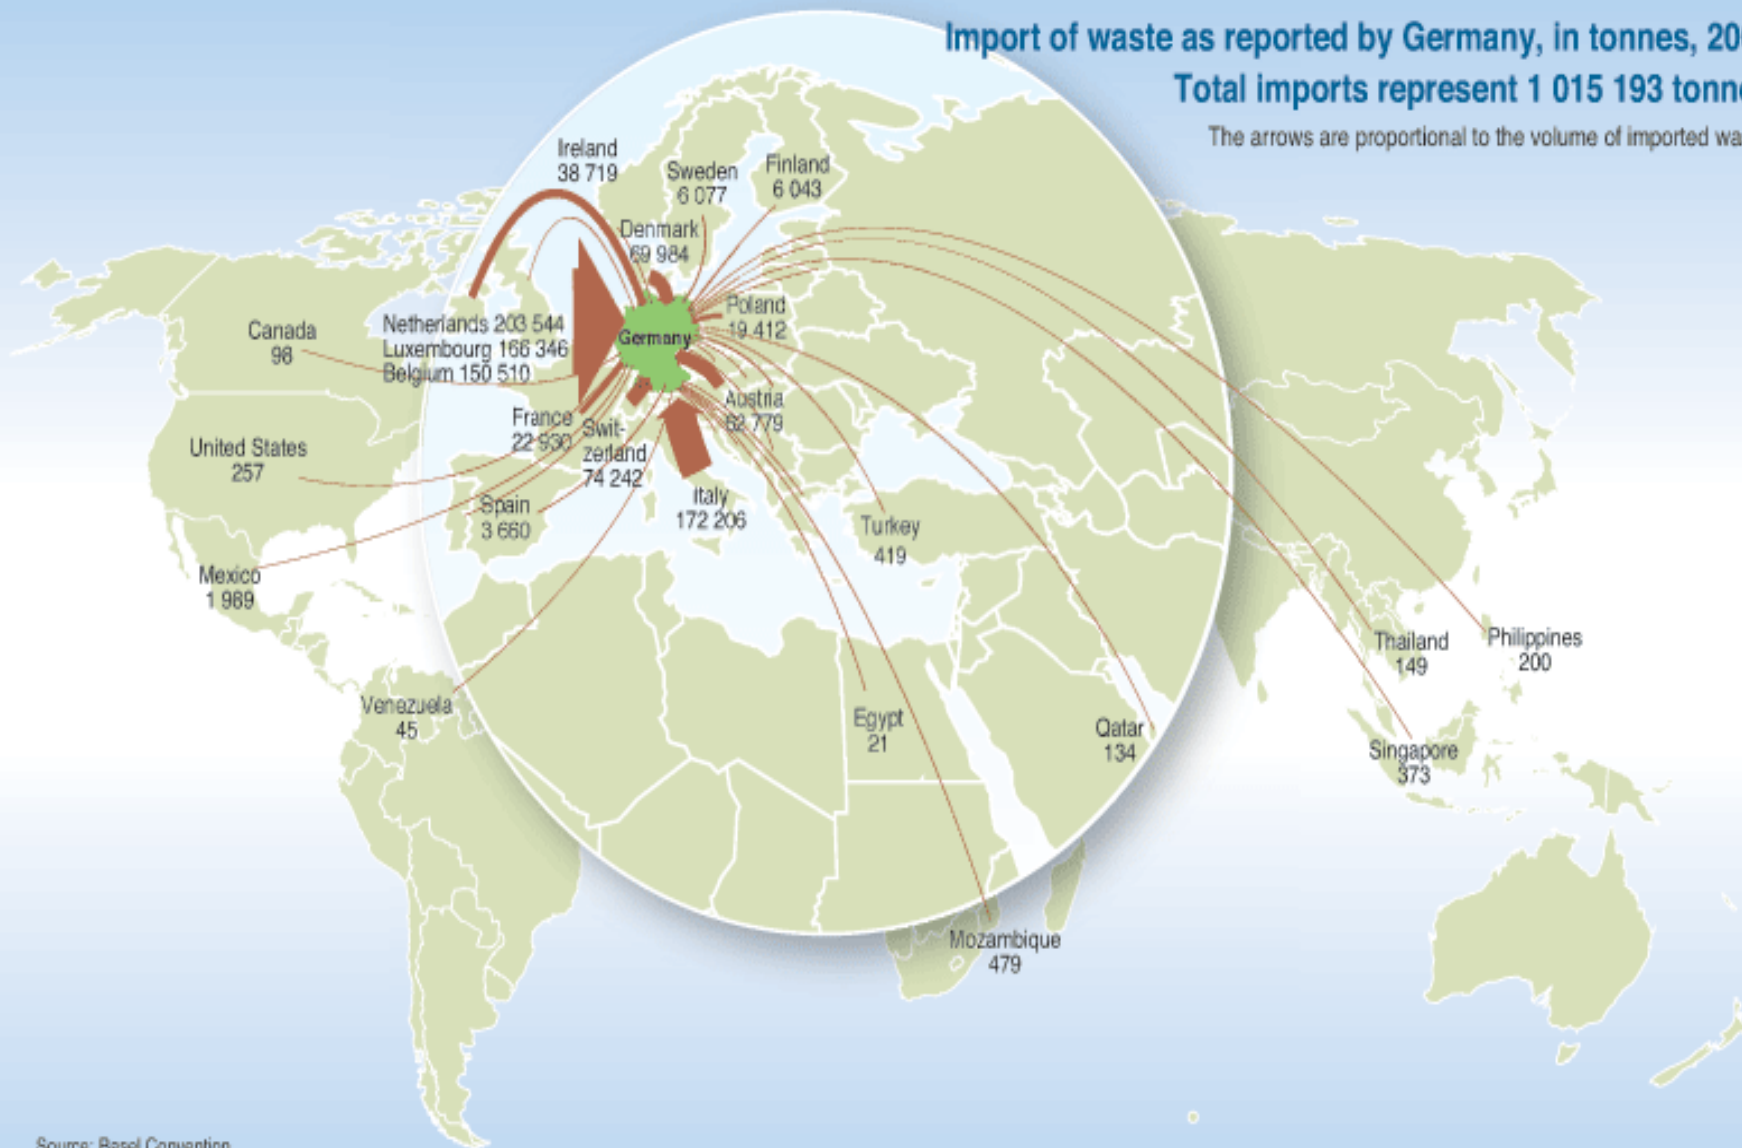 Import of waste as reported by Germany, in tonnes, 20
Total imports represent 1 015 193 tonn
The arrows are proportional to the volume of imported wa
Ireland
38 719
Sweden
6 077
Finland
6 043
Denmark
69 984
Poland
19 412
Germany
Canada
98
Netherlands 203 544
Luxembourg 166 346
Belgium 150 510
Austria
62 779
France
22 930
Swit-
zerland
74 242
United States
257
Spain
3 660
Italy
172 206
Turkey
419
Mexico
1 989
Venezuela
45
Egypt
21
Qatar
134
Thailand
149
Philippines
200
Singapore
373
Mozambique
479
Source: Basel Convention